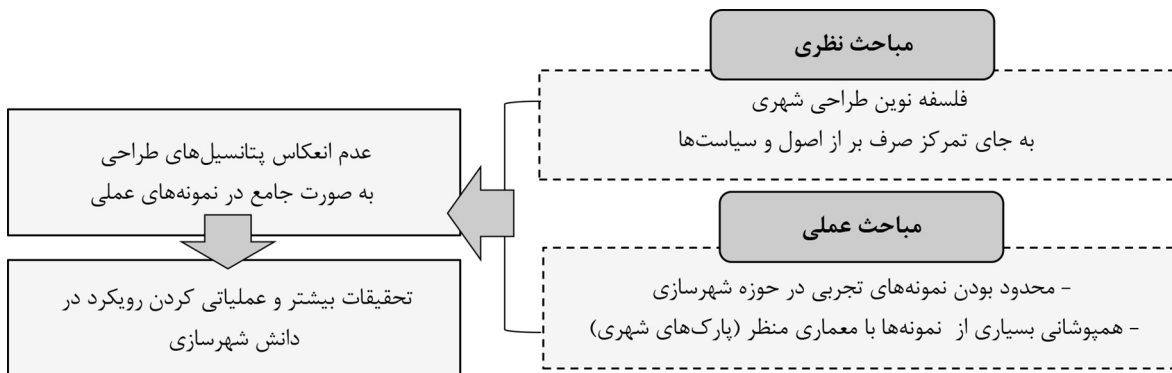 مباحث نظری
فلسفه نوین طراحی شهری
به جای تمرکز صرف بر از اصول و سیاست‌ها
مباحث عملی
- محدود بودن نمونه‌های تجربی در حوزه شهرسازی
- همپوشانی بسیاری از نمونه‌ها با معماری منظر (پارک‌های شهری)
عدم انعکاس پتانسیل‌های طراحی
به صورت جامع در نمونه‌های عملی
تحقیقات بیشتر و عملیاتی کردن رویکرد در
دانش شهرسازی